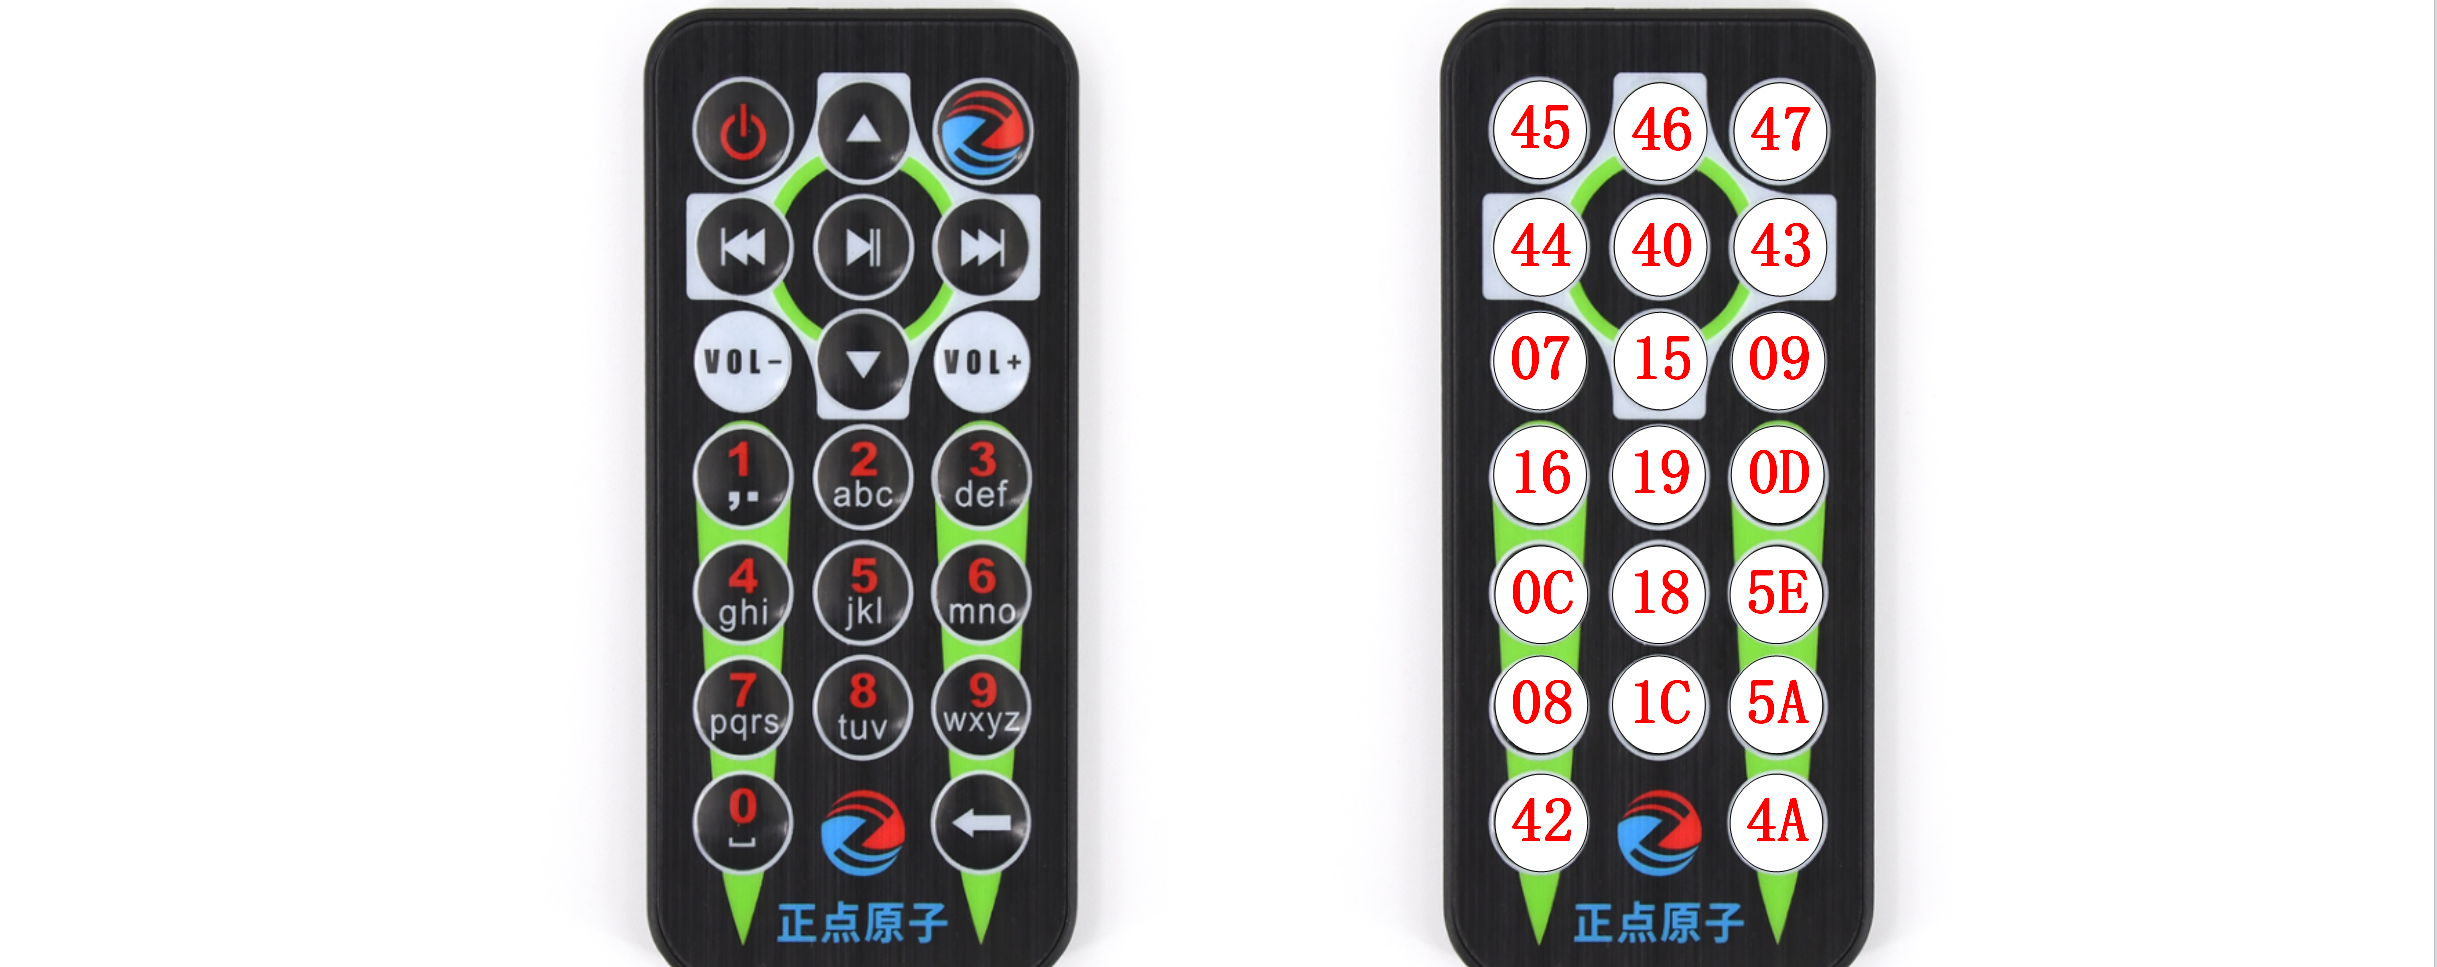 45 46 47
44 40 43
VOL- VOL+ 07 15 09
1 2 3 16 19 0D
,. abc def
4 5 6 0C 18 5E
ghi jkl mno
7 8 9 08 1C 5A
pqrs tuv wxyz
0 42 4A
正点原子 正点原子